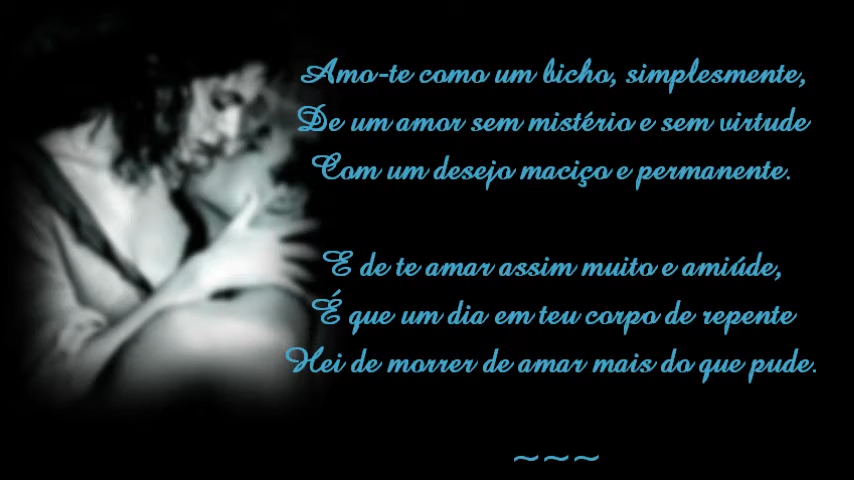 Amo-te como um bicho, simplesmente,
De um amor sem mistério e sem virtude
Com um desejo maciço e permanente.
E de te amar assim muito e amiúde,
É que um dia em teu corpo de repente
Hei de morrer de amar mais do que pude.
~~~